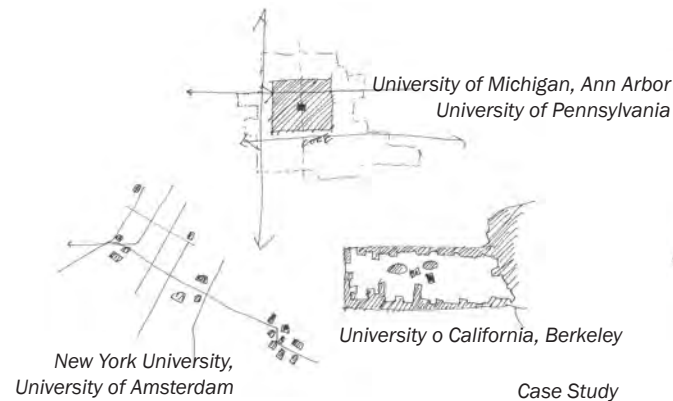 University of Michigan, Ann Arbor
University of Pennsylvania
CORE
University o California, Berkeley
New York University,
University of Amsterdam
Case Study